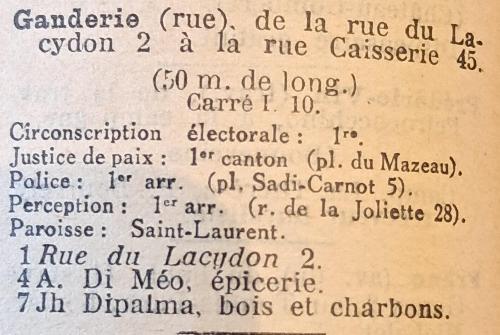 Ganderie (rue). de la rue du La-
cydon 2 à la rue Caisserie 45.
(50 m. de long.)
Carré I. 10.
Circonscription électorale : 1re.
Justice de paix : 1er canton (pl. du Mazeau).
Police : 1er arr. (pl. Sadi-Carnot 5).
Perception : 1er arr. (r. de la Joliette 28).
Paroisse : Saint-Laurent.
1 Rue du Lacydon 2.
4 A. Di Méo, épicerie.
7 Jh Dipalma, bois et charbons.